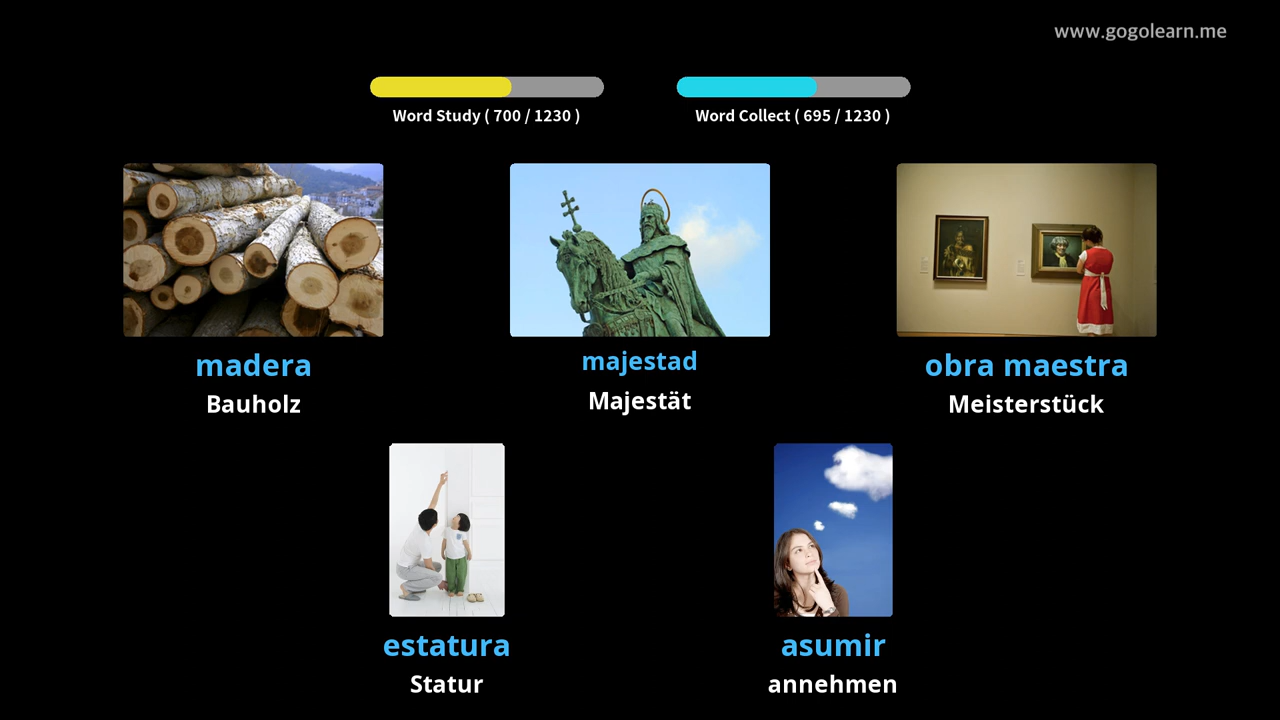 www.gogolearn.me
Word Study ( 700 / 1230 )
Word Collect ( 695 / 1230 )
madera
Bauholz
majestad
Majestät
obra maestra
Meisterstück
estatura
Statur
asumir
annehmen